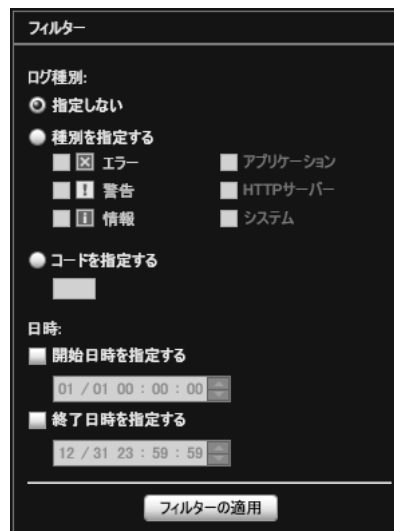 フィルター
ログ種別:
指定しない
種別を指定する
エラー アプリケーション
警告 HTTPサーバー
情報 システム
コードを指定する
日時:
開始日時を指定する
01 / 01 00 : 00 : 00
終了日時を指定する
12 / 31 23 : 59 : 59
フィルターの適用